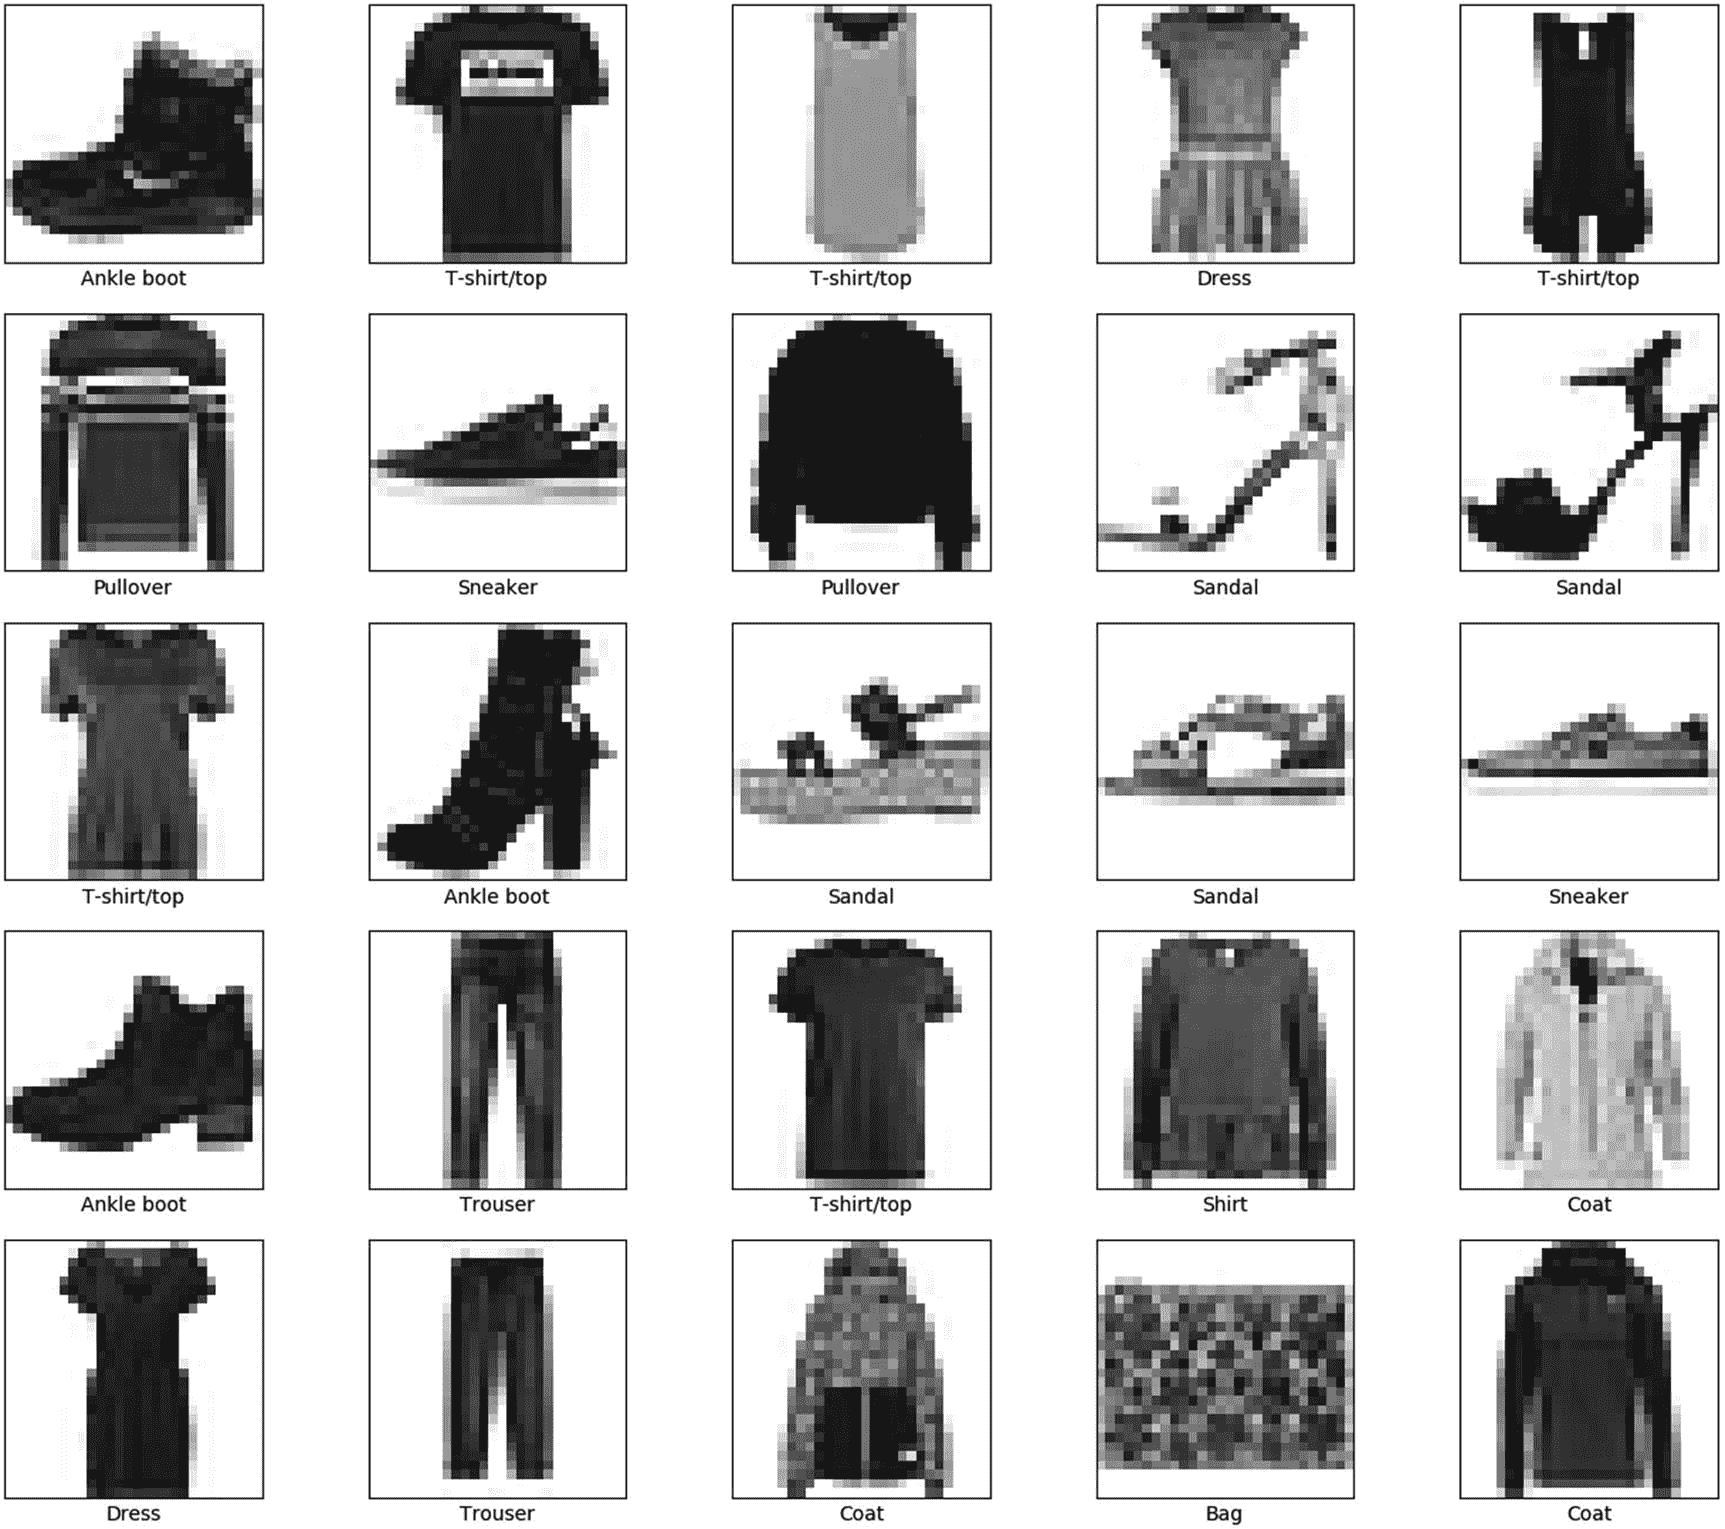 Ankle boot
T-shirt/top
T-shirt/top
Dress
T-shirt/top
Pullover
Sneaker
Pullover
Sandal
Sandal
T-shirt/top
Ankle boot
Sandal
Sandal
Sneaker
Ankle boot
Trouser
T-shirt/top
Shirt
Coat
Dress
Trouser
Coat
Bag
Coat